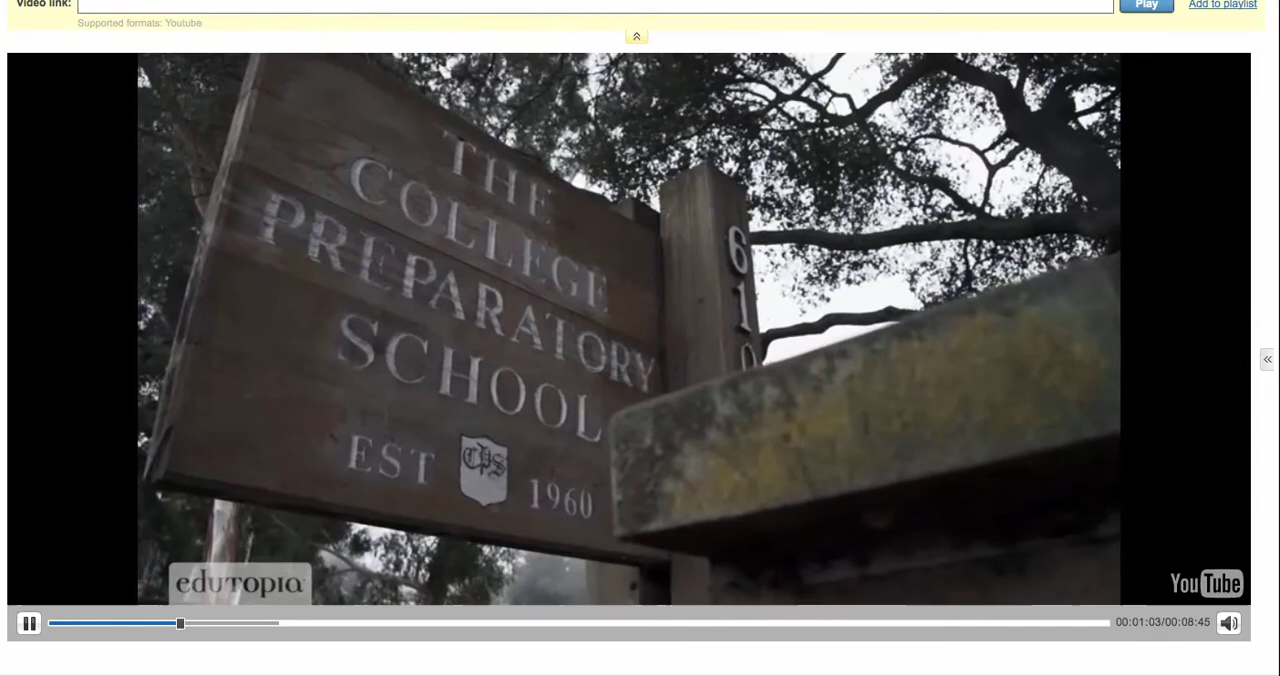 Video link:
Play
Add to playlist
Supported formats: Youtube
THE
COLLEGE
PREPARATORY
SCHOOL
EST CPS 1960
610
edutopia
YouTube
00:01:03/00:08:45